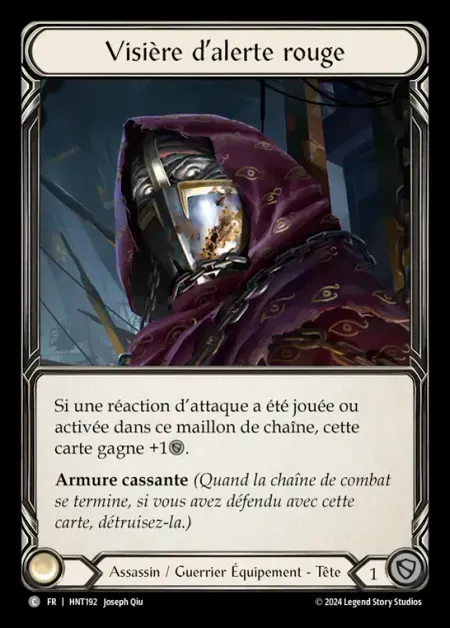 Visière d'alerte rouge
Si une réaction d'attaque a été jouée ou
activée dans ce maillon de chaîne, cette
carte gagne +1.
Armure cassante (Quand la chaîne de combat
se termine, si vous avez défendu avec cette
carte, détruisez-la.)
Assassin / Guerrier Équipement - Tête
1
C FR | HNT192 Joseph Qiu
© 2024 Legend Story Studios